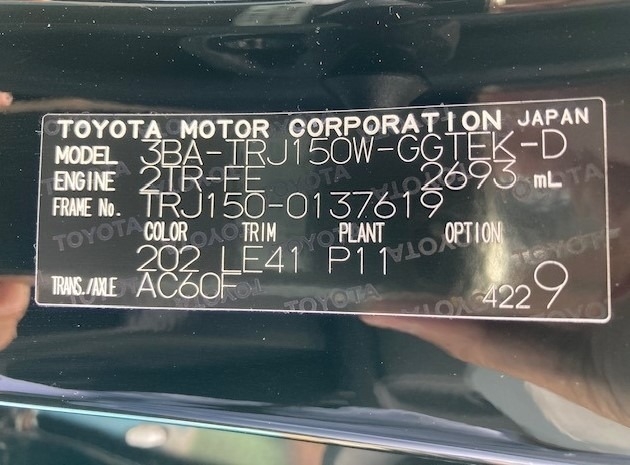 TOYOTA MOTOR CORPORATION JAPAN
MODEL 3BA-TRJ150W-GGTEK-D
ENGINE 2TR-FE 2693 mL
FRAME No. TRJ150-0137619
COLOR TRIM PLANT OPTION
202 LE41 P11
TRANS./AXLE AC60F
4229